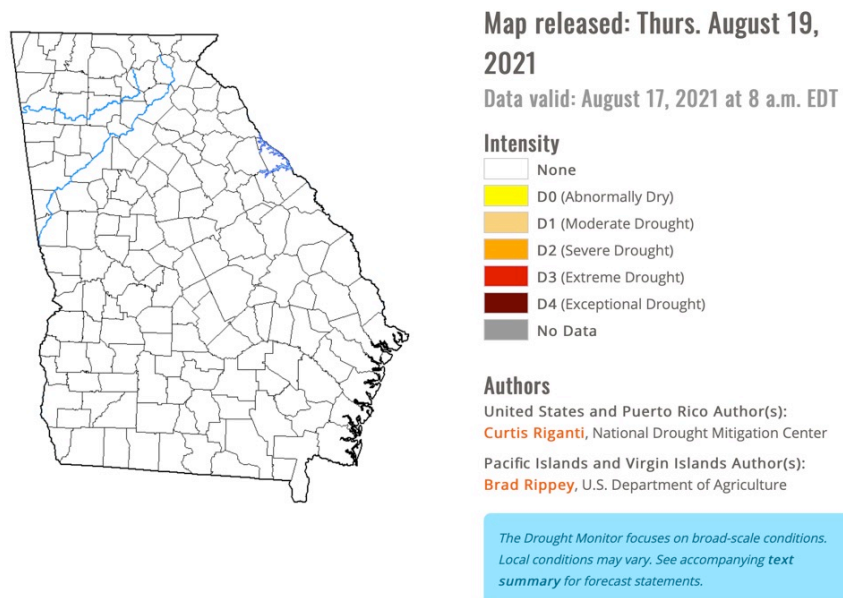 Map released: Thurs. August 19,
2021
Data valid: August 17, 2021 at 8 a.m. EDT
Intensity
None
D0 (Abnormally Dry)
D1 (Moderate Drought)
D2 (Severe Drought)
D3 (Extreme Drought)
D4 (Exceptional Drought)
No Data
Authors
United States and Puerto Rico Author(s):
Curtis Riganti, National Drought Mitigation Center
Pacific Islands and Virgin Islands Author(s):
Brad Rippey, U.S. Department of Agriculture
The Drought Monitor focuses on broad-scale conditions.
Local conditions may vary. See accompanying text
summary for forecast statements.